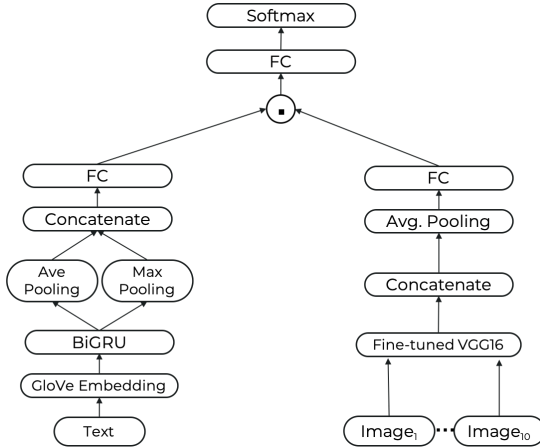 Softmax
FC
.
FC
FC
Concatenate
Avg. Pooling
Ave
Pooling
Max
Pooling
Concatenate
BiGRU
Fine-tuned VGG16
GloVe Embedding
Text
Image₁ ... Image₁₀